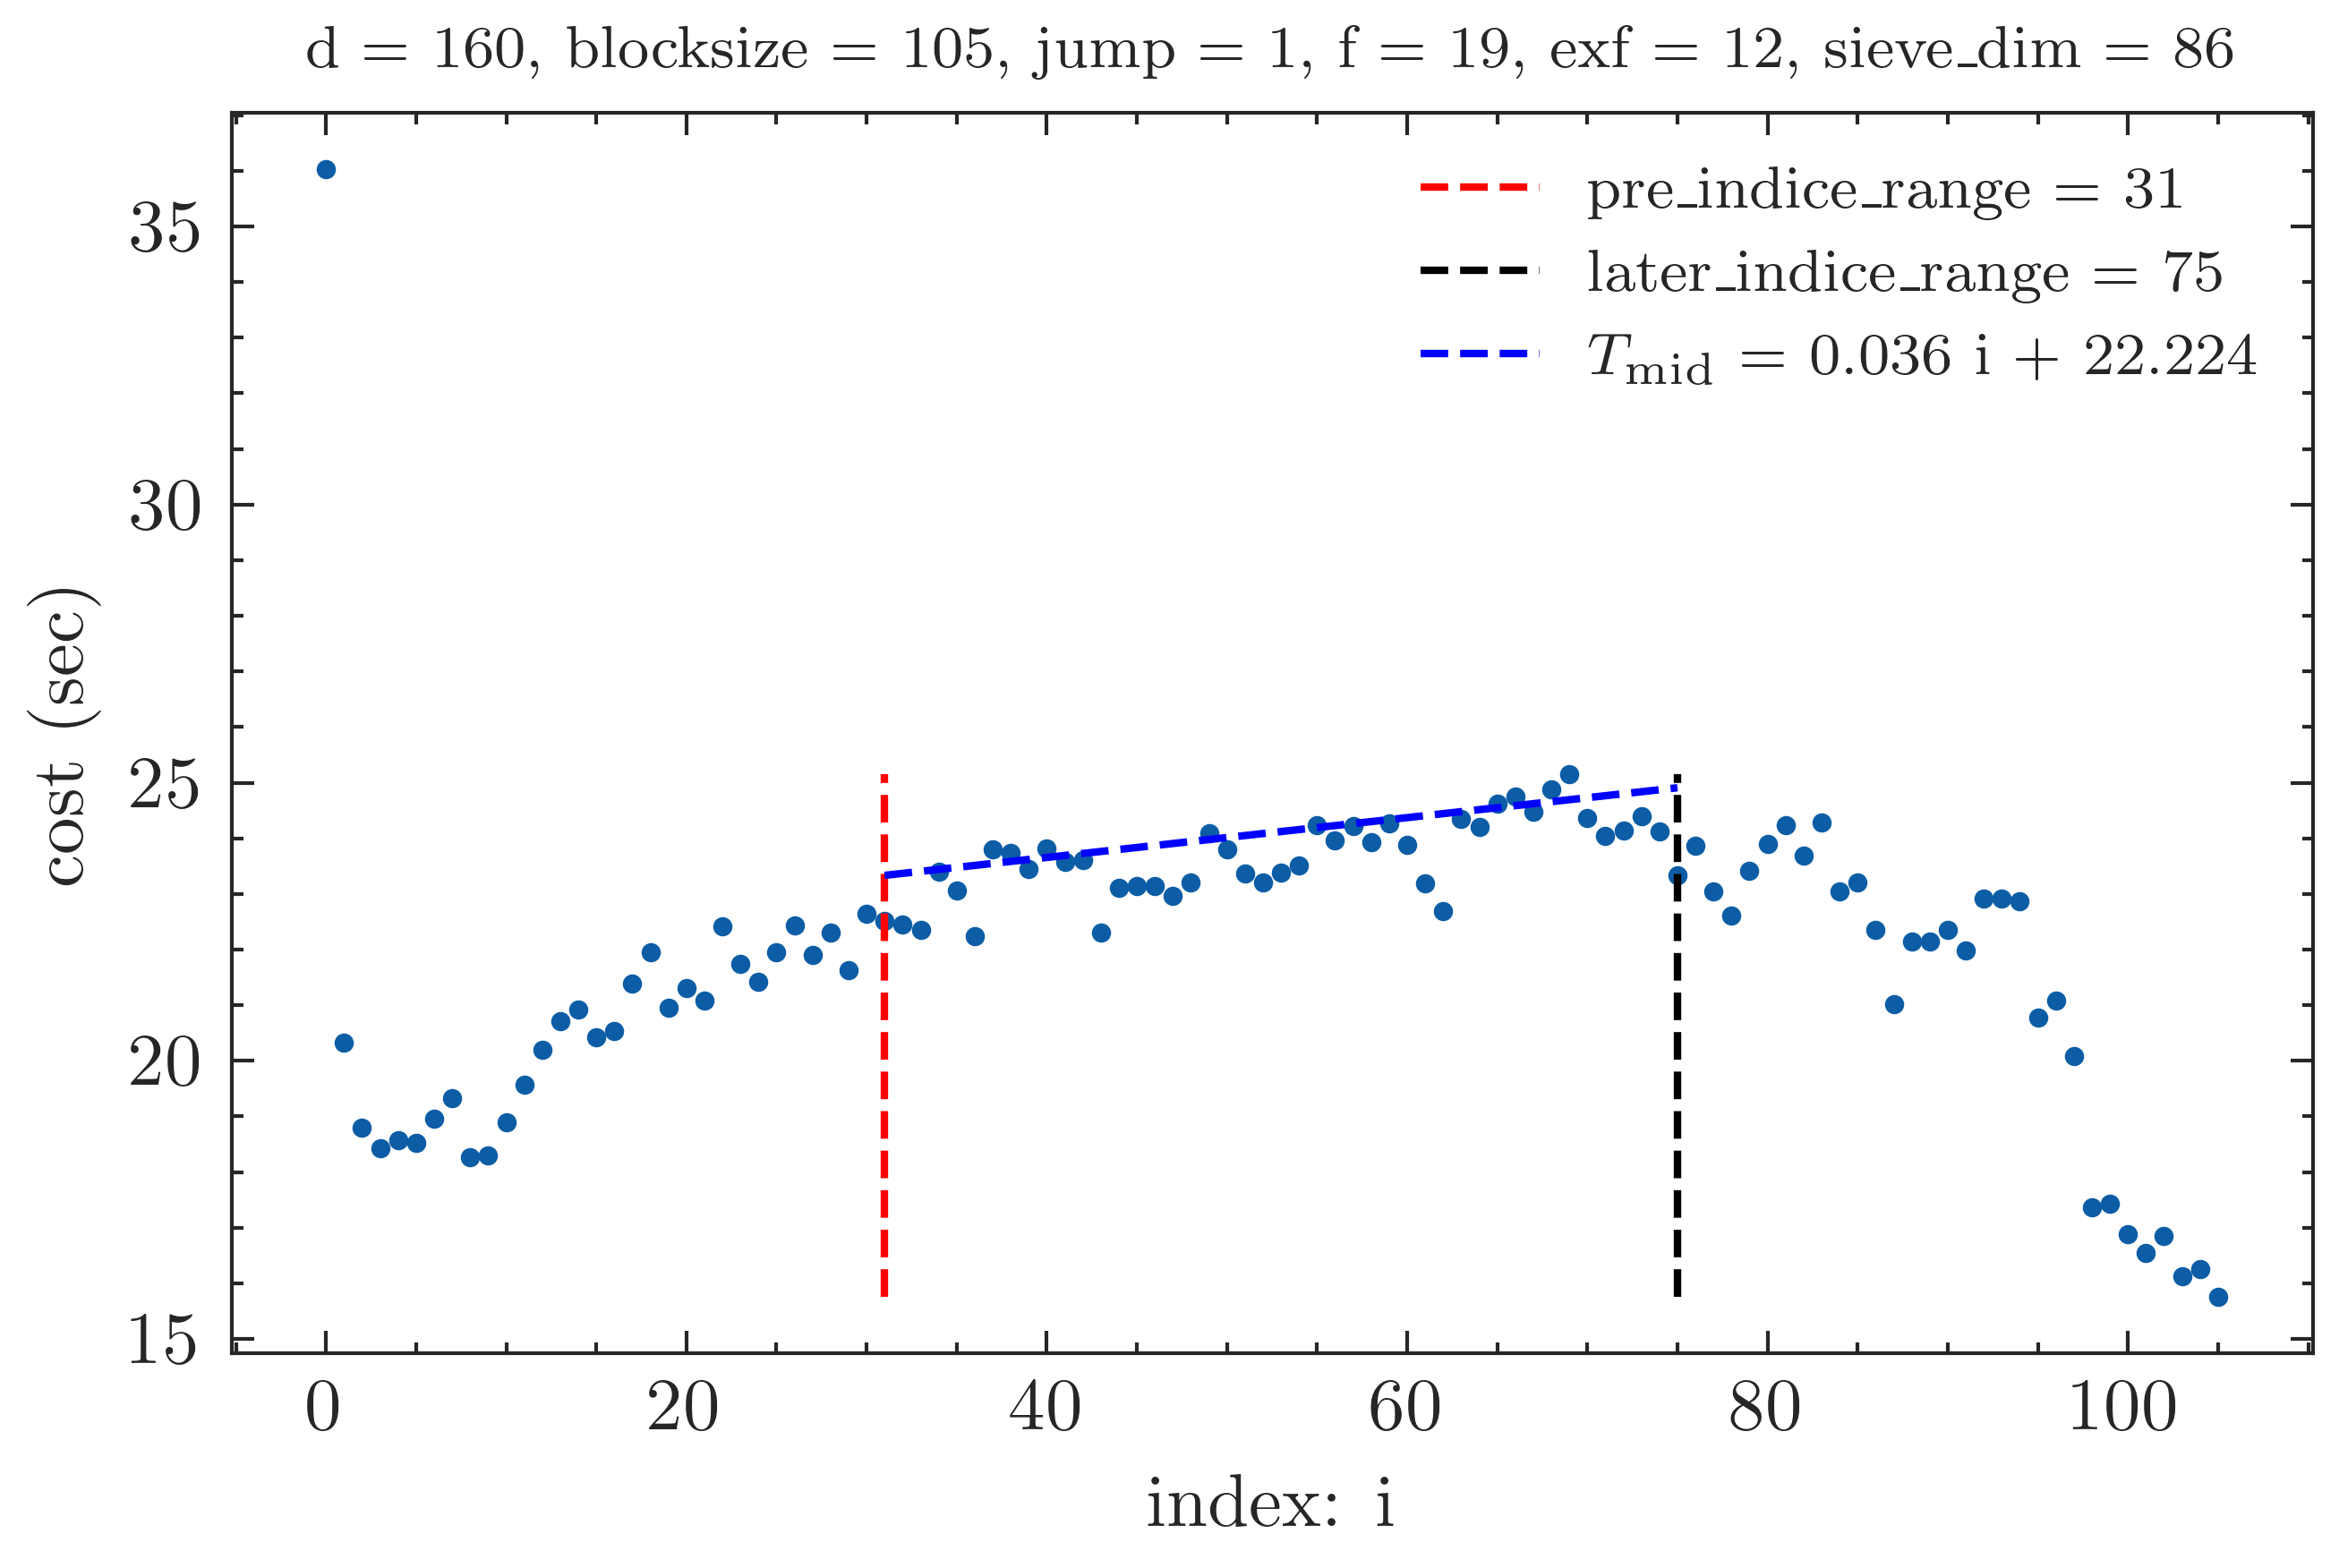 d = 160, blocksize = 105, jump = 1, f = 19, exf = 12, sieve_dim = 86
pre_indice_range = 31
later_indice_range = 75
T_mid = 0.036 i + 22.224
cost (sec)
35
30
25
20
15
0 20 40 60 80 100
index: i